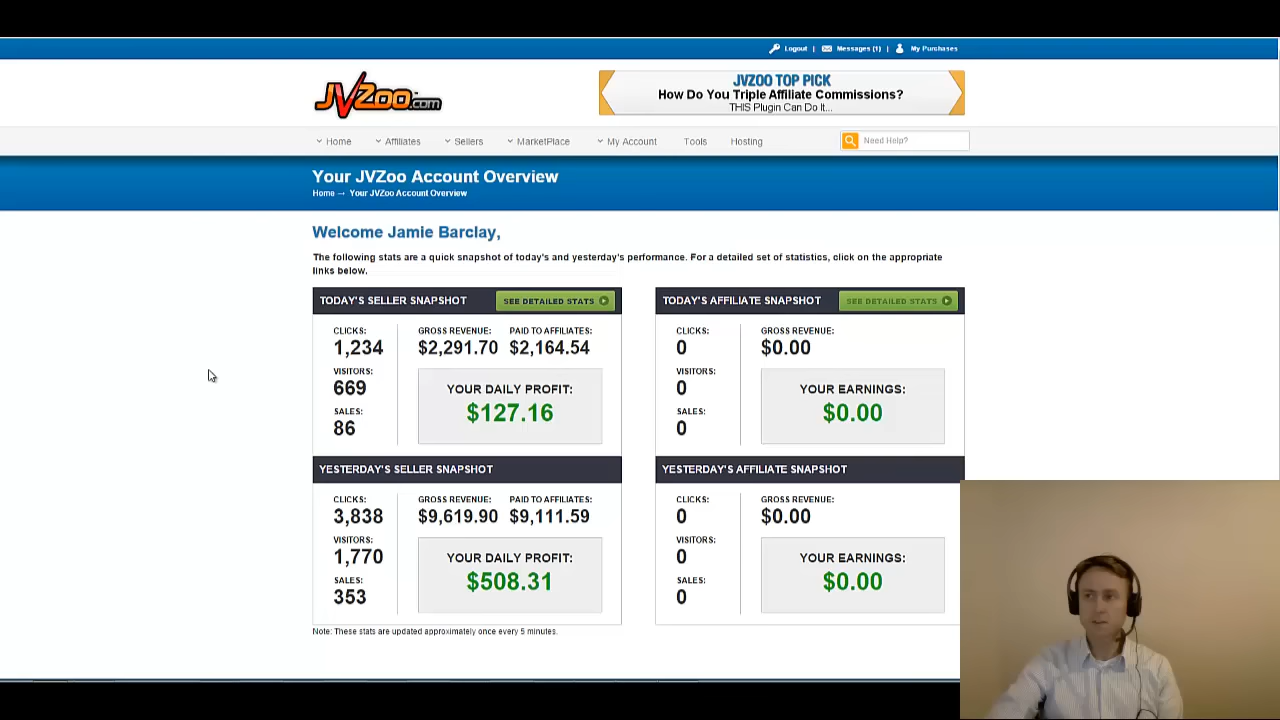 Logout | Messages (1) | My Purchases
JVZoo.com
JVZOO TOP PICK
How Do You Triple Affiliate Commissions?
THIS Plugin Can Do It...
Home Affiliates Sellers MarketPlace My Account Tools Hosting Need Help?
Your JVZoo Account Overview
Home → Your JVZoo Account Overview
Welcome Jamie Barclay,
The following stats are a quick snapshot of today's and yesterday's performance. For a detailed set of statistics, click on the appropriate
links below.
TODAY'S SELLER SNAPSHOT SEE DETAILED STATS
CLICKS: GROSS REVENUE: PAID TO AFFILIATES:
1,234 $2,291.70 $2,164.54
VISITORS:
669
YOUR DAILY PROFIT:
$127.16
SALES:
86
TODAY'S AFFILIATE SNAPSHOT SEE DETAILED STATS
CLICKS: GROSS REVENUE:
0 $0.00
VISITORS:
0
YOUR EARNINGS:
$0.00
SALES:
0
YESTERDAY'S SELLER SNAPSHOT
CLICKS: GROSS REVENUE: PAID TO AFFILIATES:
3,838 $9,619.90 $9,111.59
VISITORS:
1,770
YOUR DAILY PROFIT:
$508.31
SALES:
353
YESTERDAY'S AFFILIATE SNAPSHOT
CLICKS: GROSS REVENUE:
0 $0.00
VISITORS:
0
YOUR EARNINGS:
$0.00
SALES:
0
Note: These stats are updated approximately once every 5 minutes.